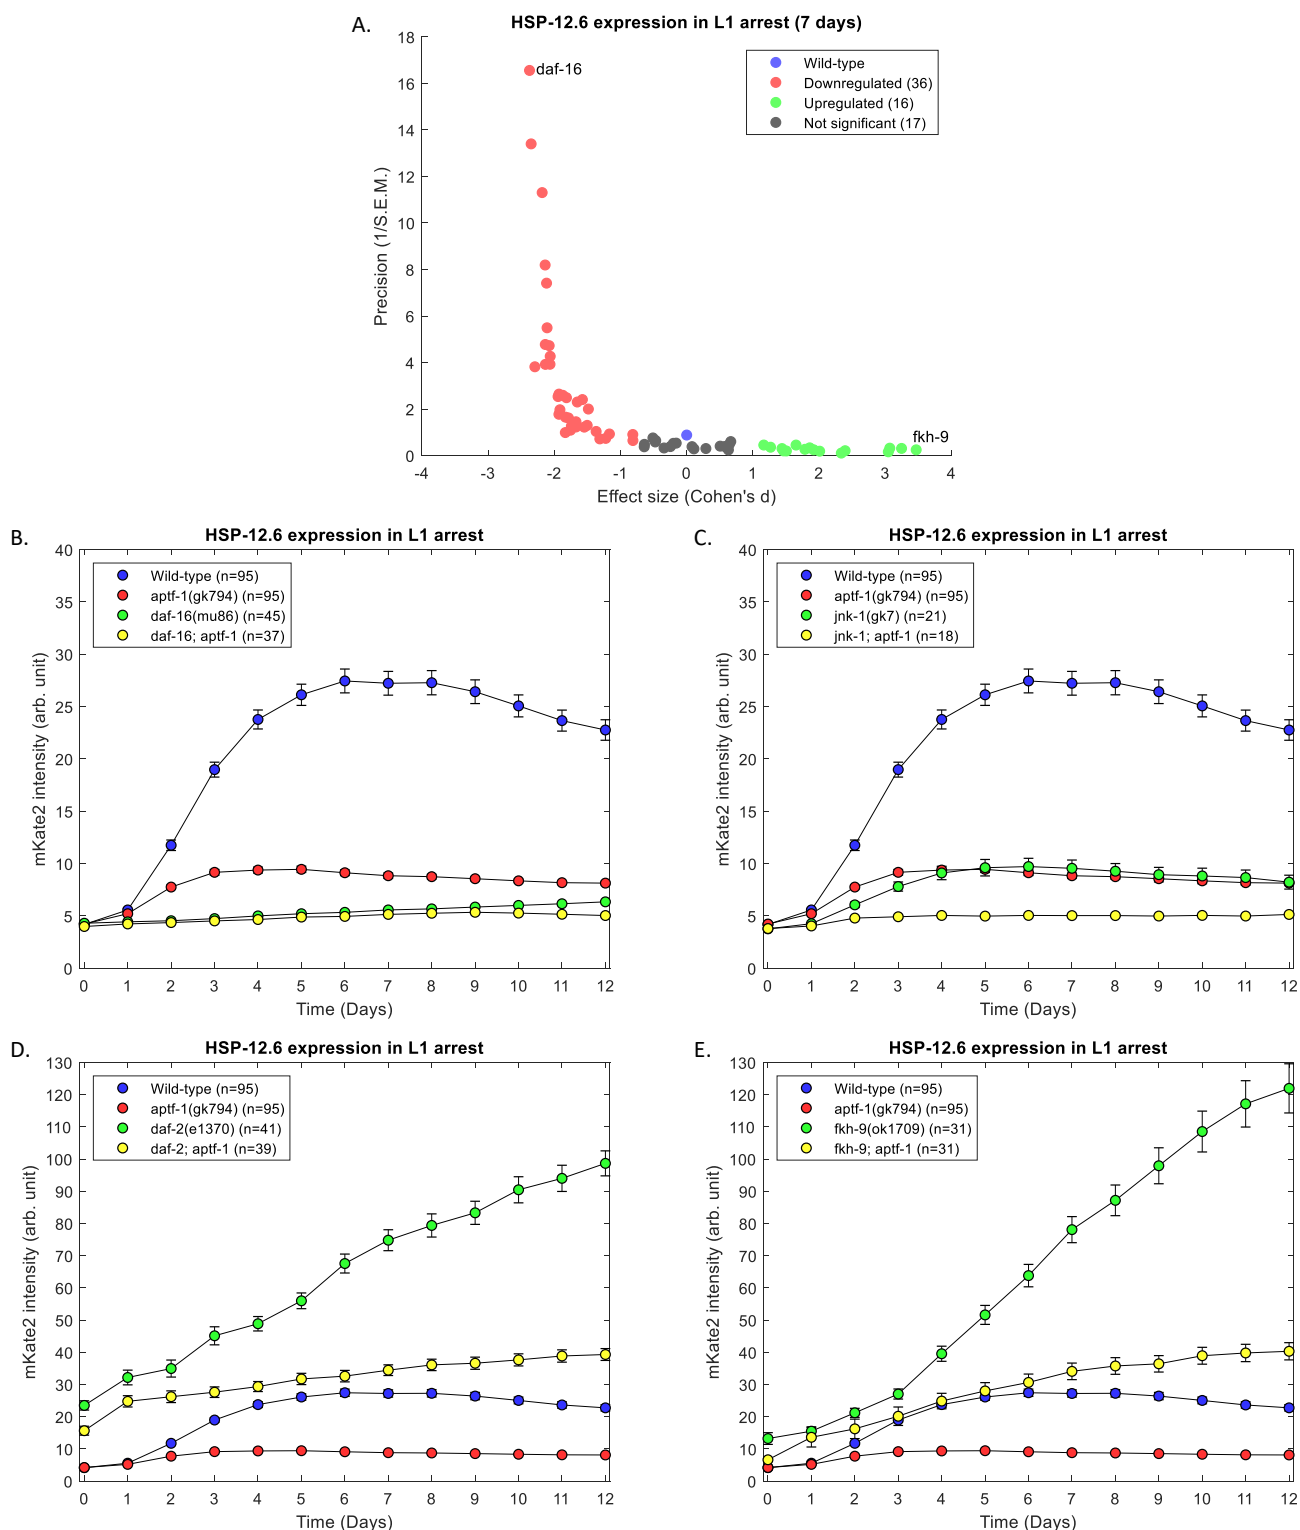 A.
HSP-12.6 expression in L1 arrest (7 days)
Precision (1/S.E.M.)
18
16
14
12
10
8
6
4
2
0
daf-16
Wild-type
Downregulated (36)
Upregulated (16)
Not significant (17)
fkh-9
-4 -3 -2 -1 0 1 2 3 4
Effect size (Cohen's d)
B.
HSP-12.6 expression in L1 arrest
mKate2 intensity (arb. unit)
40
35
30
25
20
15
10
5
0
Wild-type (n=95)
aptf-1(gk794) (n=95)
daf-16(mu86) (n=45)
daf-16; aptf-1 (n=37)
0 1 2 3 4 5 6 7 8 9 10 11 12
Time (Days)
C.
HSP-12.6 expression in L1 arrest
mKate2 intensity (arb. unit)
40
35
30
25
20
15
10
5
0
Wild-type (n=95)
aptf-1(gk794) (n=95)
jnk-1(gk7) (n=21)
jnk-1; aptf-1 (n=18)
0 1 2 3 4 5 6 7 8 9 10 11 12
Time (Days)
D.
HSP-12.6 expression in L1 arrest
mKate2 intensity (arb. unit)
130
120
110
100
90
80
70
60
50
40
30
20
10
0
Wild-type (n=95)
aptf-1(gk794) (n=95)
daf-2(e1370) (n=41)
daf-2; aptf-1 (n=39)
0 1 2 3 4 5 6 7 8 9 10 11 12
Time (Days)
E.
HSP-12.6 expression in L1 arrest
mKate2 intensity (arb. unit)
130
120
110
100
90
80
70
60
50
40
30
20
10
0
Wild-type (n=95)
aptf-1(gk794) (n=95)
fkh-9(ok1709) (n=31)
fkh-9; aptf-1 (n=31)
0 1 2 3 4 5 6 7 8 9 10 11 12
Time (Days)